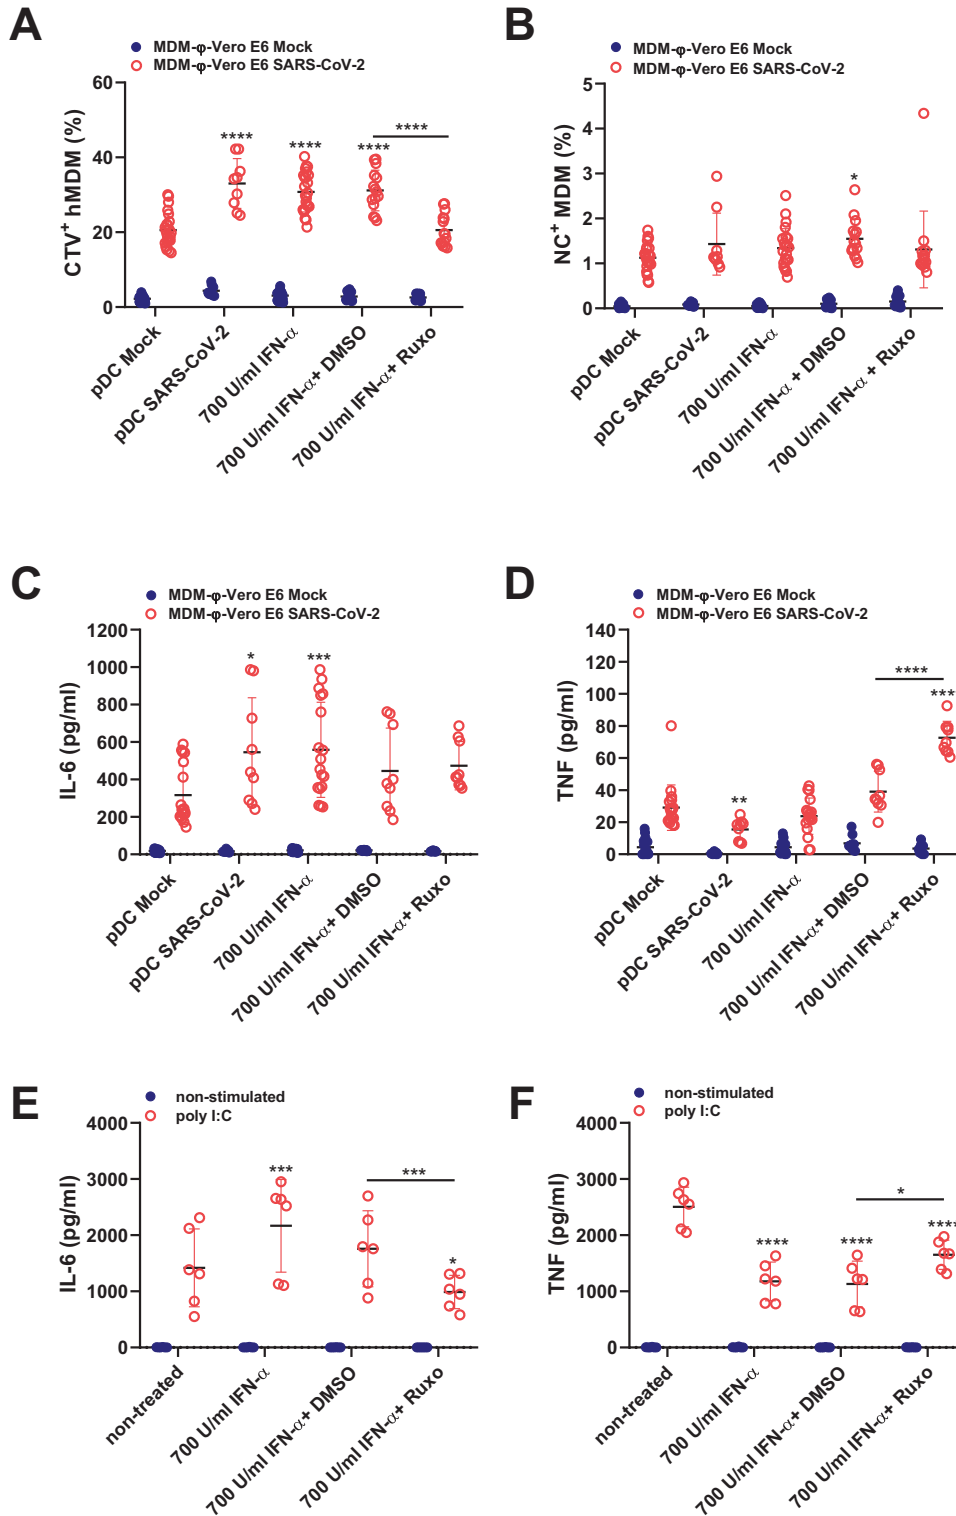 A
MDM-φ-Vero E6 Mock
MDM-φ-Vero E6 SARS-CoV-2
CTV+ hMDM (%)
60
40
20
0
****
****
****
****
pDC Mock
pDC SARS-CoV-2
700 U/ml IFN-α
700 U/ml IFN-α+ DMSO
700 U/ml IFN-α+ Ruxo
B
MDM-φ-Vero E6 Mock
MDM-φ-Vero E6 SARS-CoV-2
NC+ MDM (%)
5
4
3
2
1
0
*
pDC Mock
pDC SARS-CoV-2
700 U/ml IFN-α
700 U/ml IFN-α + DMSO
700 U/ml IFN-α + Ruxo
C
MDM-φ-Vero E6 Mock
MDM-φ-Vero E6 SARS-CoV-2
IL-6 (pg/ml)
1200
1000
800
600
400
200
0
*
***
pDC Mock
pDC SARS-CoV-2
700 U/ml IFN-α
700 U/ml IFN-α+ DMSO
700 U/ml IFN-α+ Ruxo
D
MDM-φ-Vero E6 Mock
MDM-φ-Vero E6 SARS-CoV-2
TNF (pg/ml)
140
120
100
80
60
40
20
0
**
****
***
pDC Mock
pDC SARS-CoV-2
700 U/ml IFN-α
700 U/ml IFN-α+ DMSO
700 U/ml IFN-α+ Ruxo
E
non-stimulated
poly I:C
IL-6 (pg/ml)
4000
3000
2000
1000
0
***
***
*
non-treated
700 U/ml IFN-α
700 U/ml IFN-α+ DMSO
700 U/ml IFN-α+ Ruxo
F
non-stimulated
poly I:C
TNF (pg/ml)
4000
3000
2000
1000
0
****
****
*
****
non-treated
700 U/ml IFN-α
700 U/ml IFN-α+ DMSO
700 U/ml IFN-α+ Ruxo